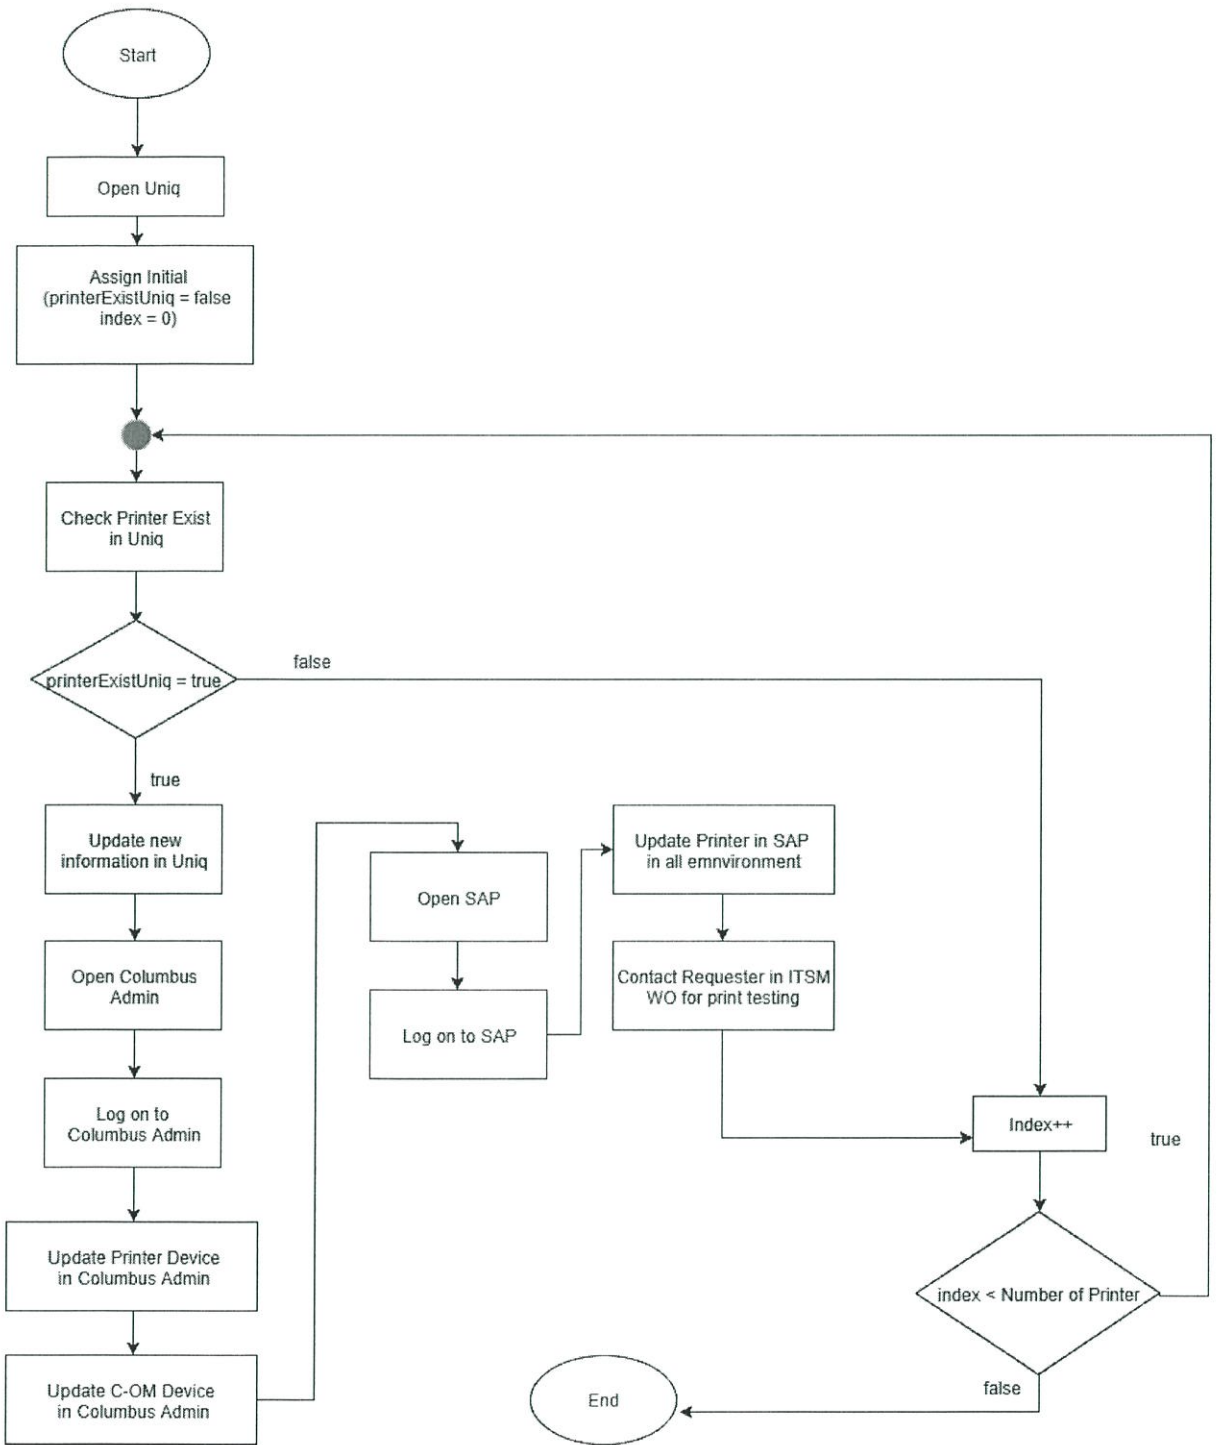 Start
Open Uniq
Assign Initial
(printerExistUniq = false
index = 0)
Check Printer Exist
in Uniq
printerExistUniq = true
false
true
Update new
information in Uniq
Open Columbus
Admin
Log on to
Columbus Admin
Update Printer Device
in Columbus Admin
Update C-OM Device
in Columbus Admin
Open SAP
Log on to SAP
Update Printer in SAP
in all emnvironment
Contact Requester in ITSM
WO for print testing
Index++
true
index < Number of Printer
false
End